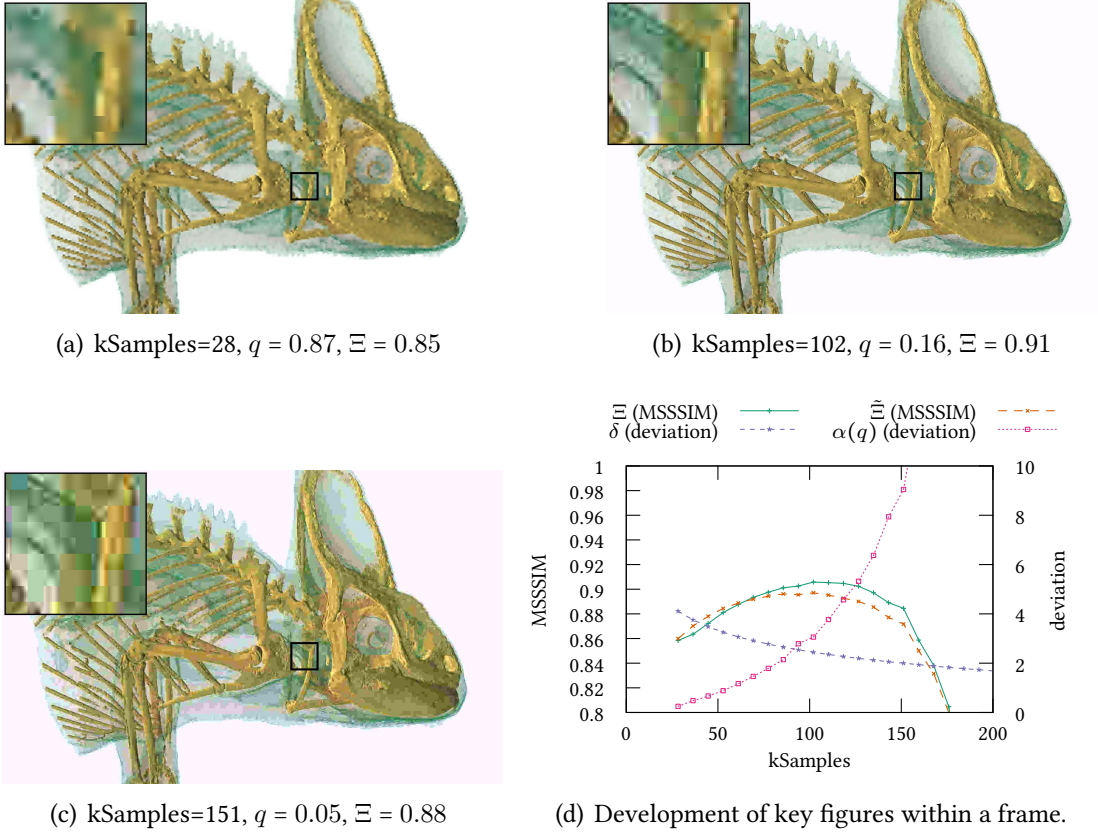 (a) kSamples=28, q = 0.87, Ξ = 0.85
(b) kSamples=102, q = 0.16, Ξ = 0.91
(c) kSamples=151, q = 0.05, Ξ = 0.88
Ξ (MSSSIM)
δ (deviation)
Ξ̃ (MSSSIM)
α(q) (deviation)
1
0.98
0.96
0.94
0.92
0.9
0.88
0.86
0.84
0.82
0.8
MSSSIM
10
8
6
4
2
0
deviation
0 50 100 150 200
kSamples
(d) Development of key figures within a frame.